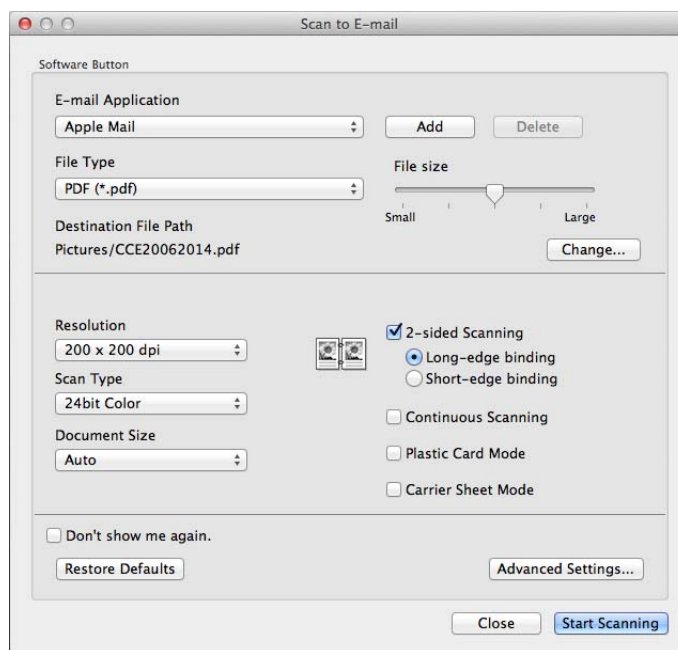 Scan to E-mail
Software Button
E-mail Application
Apple Mail
Add
Delete
File Type
PDF (*.pdf)
File size
Small
Large
Destination File Path
Pictures/CCE20062014.pdf
Change...
Resolution
200 x 200 dpi
Scan Type
24bit Color
Document Size
Auto
2-sided Scanning
Long-edge binding
Short-edge binding
Continuous Scanning
Plastic Card Mode
Carrier Sheet Mode
Don't show me again.
Restore Defaults
Advanced Settings...
Close
Start Scanning